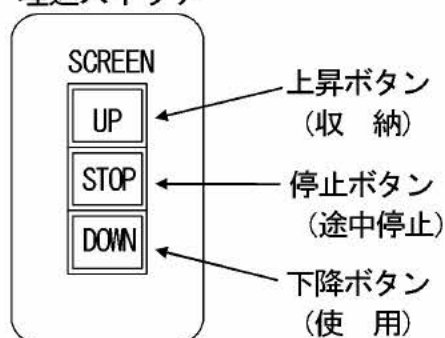 SCREEN
UP
STOP
DOWN
上昇ボタン
(収 納)
停止ボタン
(途中停止)
下降ボタン
(使 用)